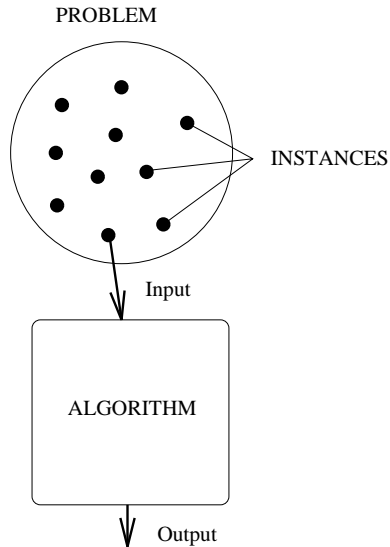 PROBLEM
INSTANCES
Input
ALGORITHM
Output